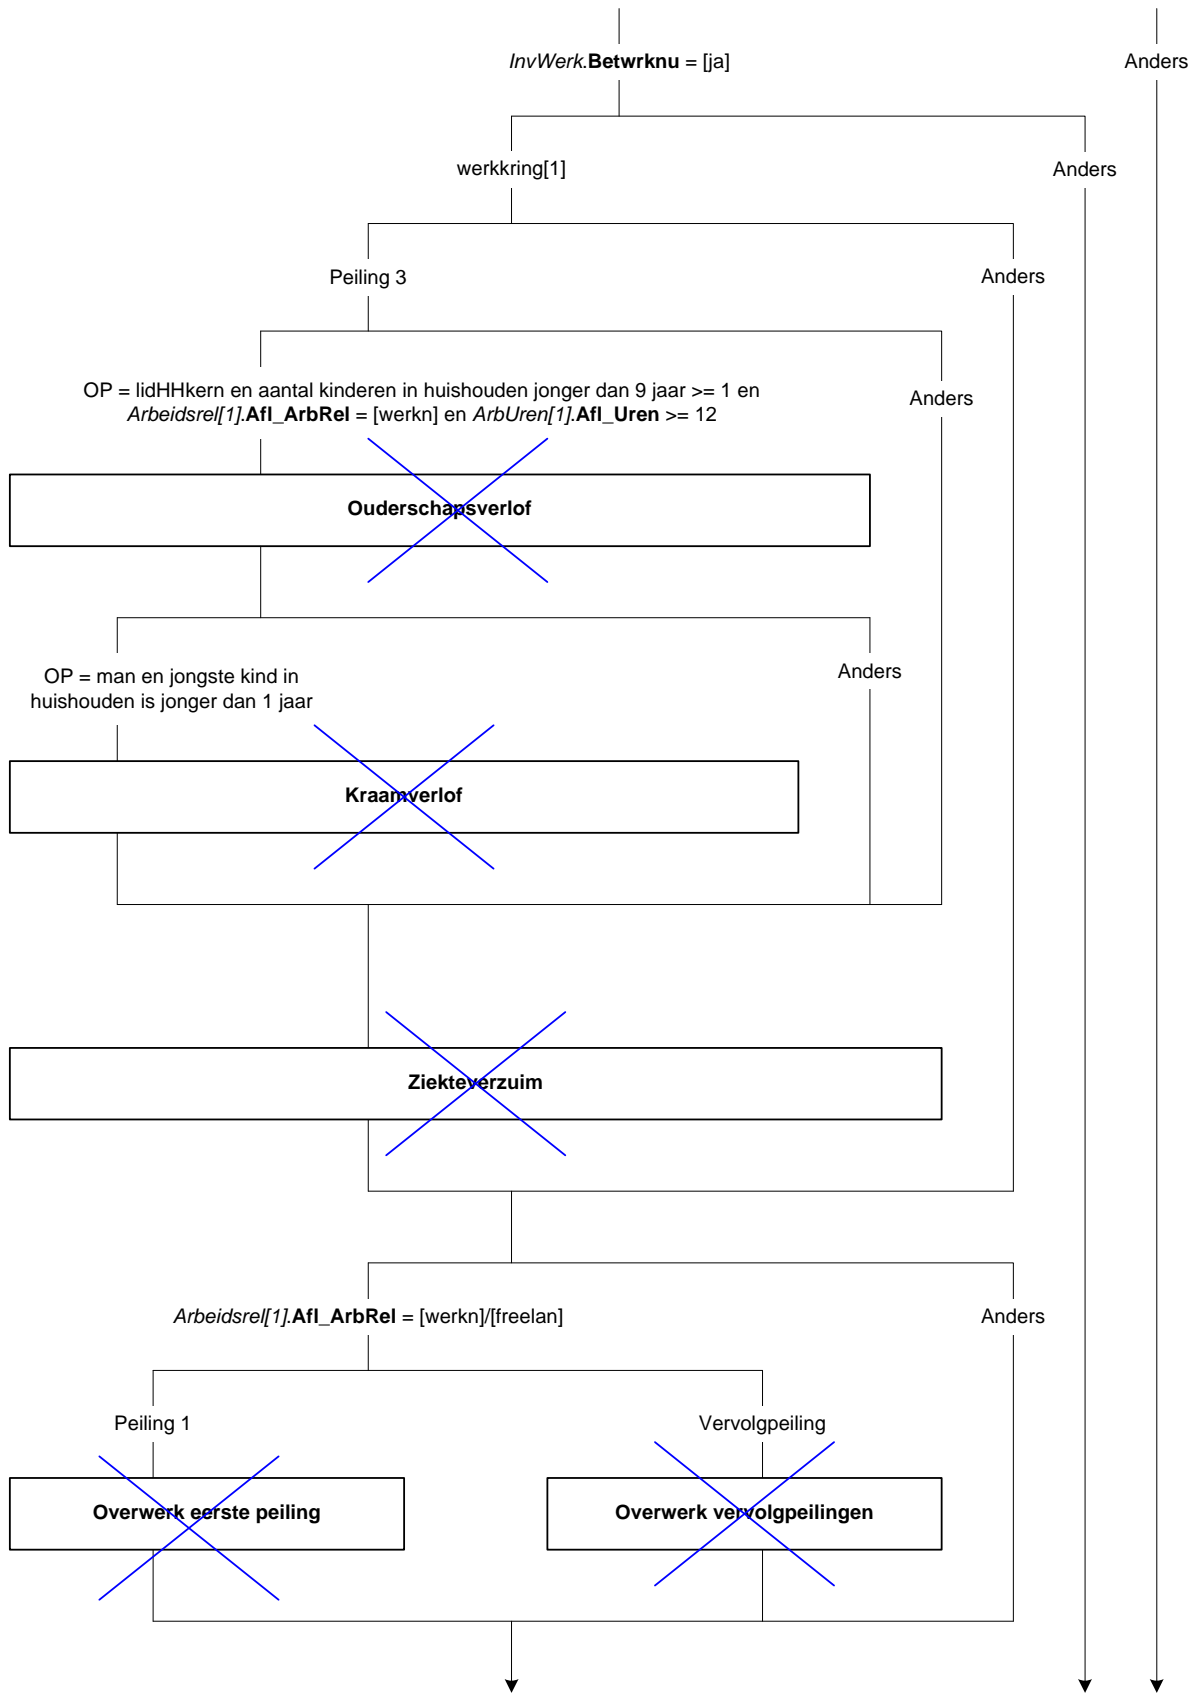 InvWerk.Betwrknu = [ja]
Anders
werkkring[1]
Anders
Peiling 3
Anders
OP = lidHHkern en aantal kinderen in huishouden jonger dan 9 jaar >= 1 en
Arbeidsrel[1].Afl_ArbRel = [werkn] en ArbUren[1].Afl_Uren >= 12
Anders
Ouderschapsverlof
OP = man en jongste kind in
huishouden is jonger dan 1 jaar
Anders
Kraamverlof
Ziekteverzuim
Arbeidsrel[1].Afl_ArbRel = [werkn]/[freelan]
Anders
Peiling 1
Vervolgpeiling
Overwerk eerste peiling
Overwerk vervolgpeilingen